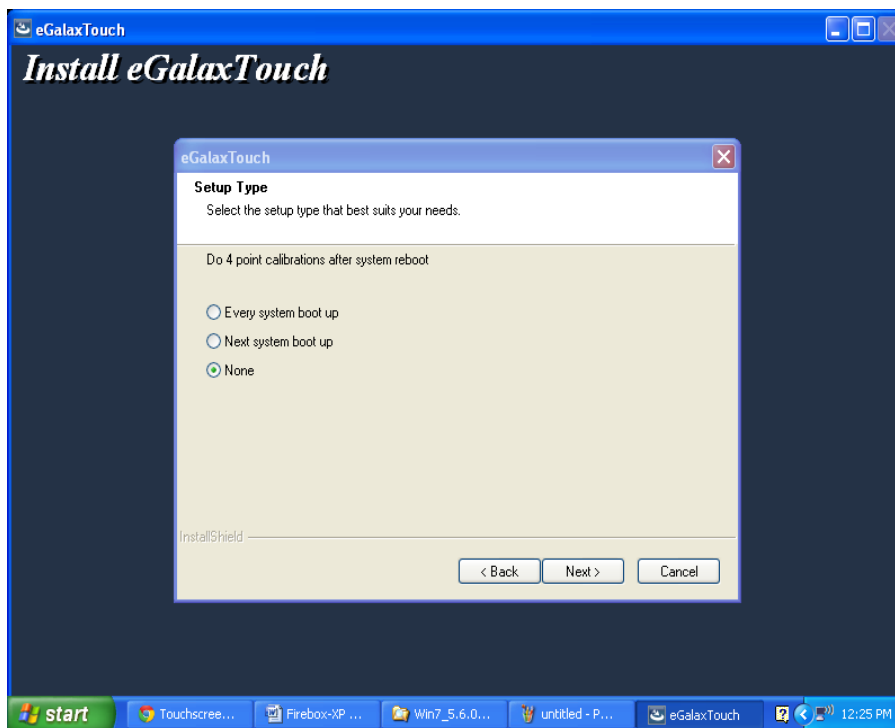 eGalaxTouch
Install eGalaxTouch
eGalaxTouch
Setup Type
Select the setup type that best suits your needs.
Do 4 point calibrations after system reboot
Every system boot up
Next system boot up
None
InstallShield
< Back
Next >
Cancel
start
Touchscree...
Firebox-XP ...
Win7_5.6.0...
untitled - P...
eGalaxTouch
12:25 PM